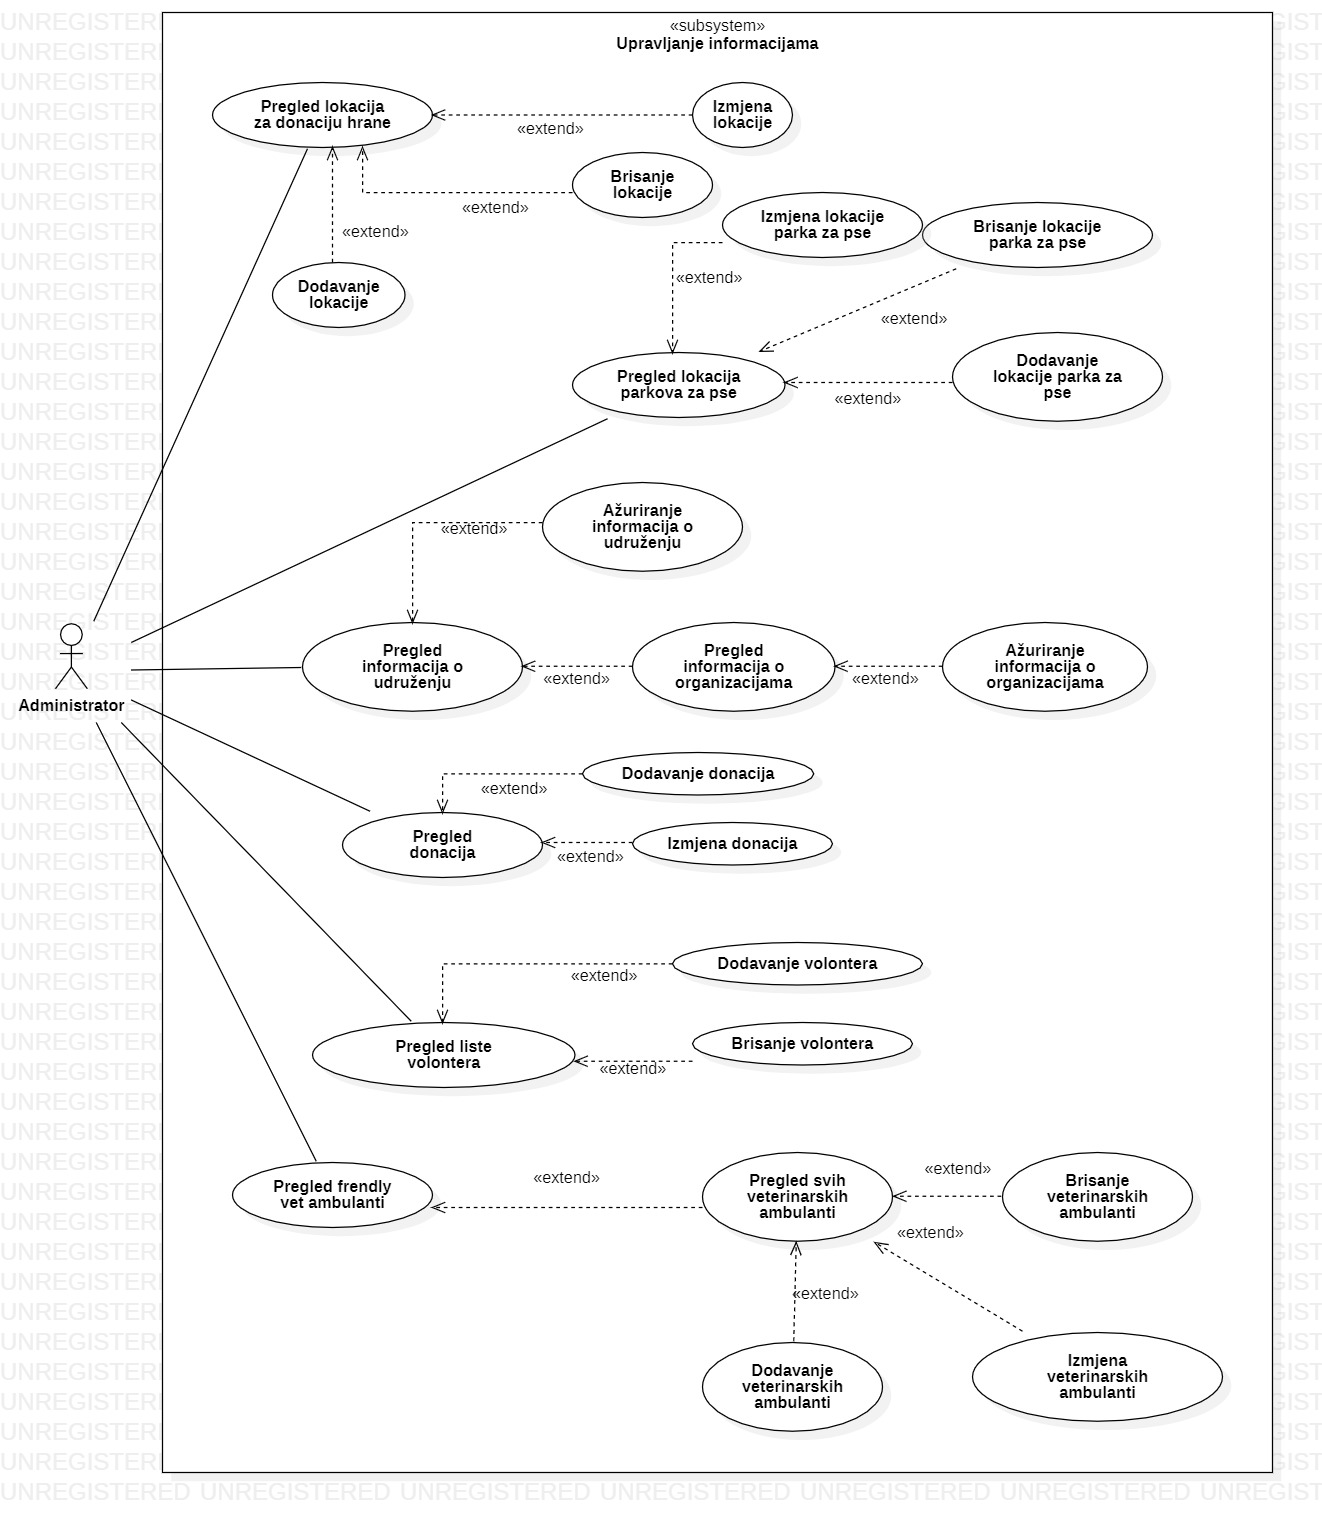 «subsystem»
Upravljanje informacijama
Pregled lokacija
za donaciju hrane
«extend»
Izmjena
lokacije
Brisanje
lokacije
«extend»
«extend»
Dodavanje
lokacije
Izmjena lokacije
parka za pse
Brisanje lokacije
parka za pse
«extend»
«extend»
Pregled lokacija
parkova za pse
«extend»
Dodavanje
lokacije parka za
pse
Ažuriranje
informacija o
udruženju
«extend»
Administrator
Pregled
informacija o
udruženju
«extend»
Pregled
informacija o
organizacijama
«extend»
Ažuriranje
informacija o
organizacijama
Dodavanje donacija
«extend»
Pregled
donacija
«extend»
Izmjena donacija
Dodavanje volontera
«extend»
Pregled liste
volontera
«extend»
Brisanje volontera
Pregled frendly
vet ambulanti
«extend»
Pregled svih
veterinarskih
ambulanti
«extend»
Brisanje
veterinarskih
ambulanti
«extend»
«extend»
Dodavanje
veterinarskih
ambulanti
Izmjena
veterinarskih
ambulanti
UNREGISTERED UNREGISTERED UNREGISTERED UNREGISTERED UNREGISTERED UNREGISTERED UNREGIST